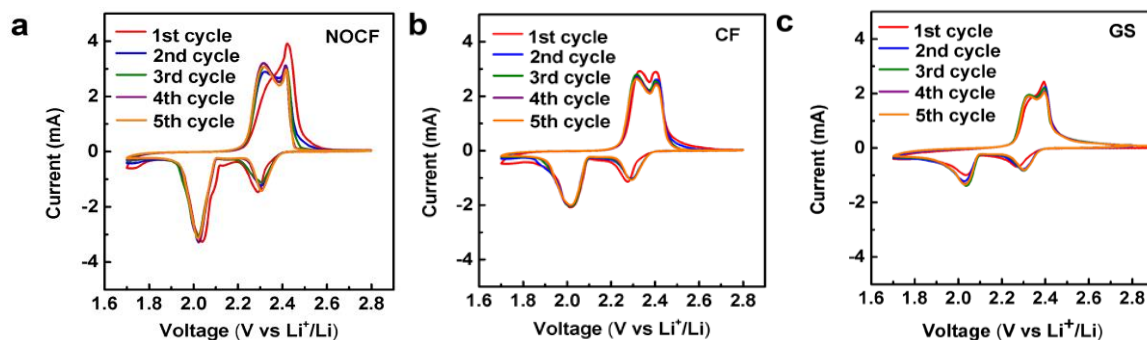 a
NOCF
1st cycle
2nd cycle
3rd cycle
4th cycle
5th cycle
Current (mA)
4
2
0
-2
-4
1.6 1.8 2.0 2.2 2.4 2.6 2.8
Voltage (V vs Li⁺/Li)
b
CF
1st cycle
2nd cycle
3rd cycle
4th cycle
5th cycle
Current (mA)
4
2
0
-2
-4
1.6 1.8 2.0 2.2 2.4 2.6 2.8
Voltage (V vs Li⁺/Li)
c
GS
1st cycle
2nd cycle
3rd cycle
4th cycle
5th cycle
Current (mA)
4
2
0
-2
-4
1.6 1.8 2.0 2.2 2.4 2.6 2.8
Voltage (V vs Li⁺/Li)